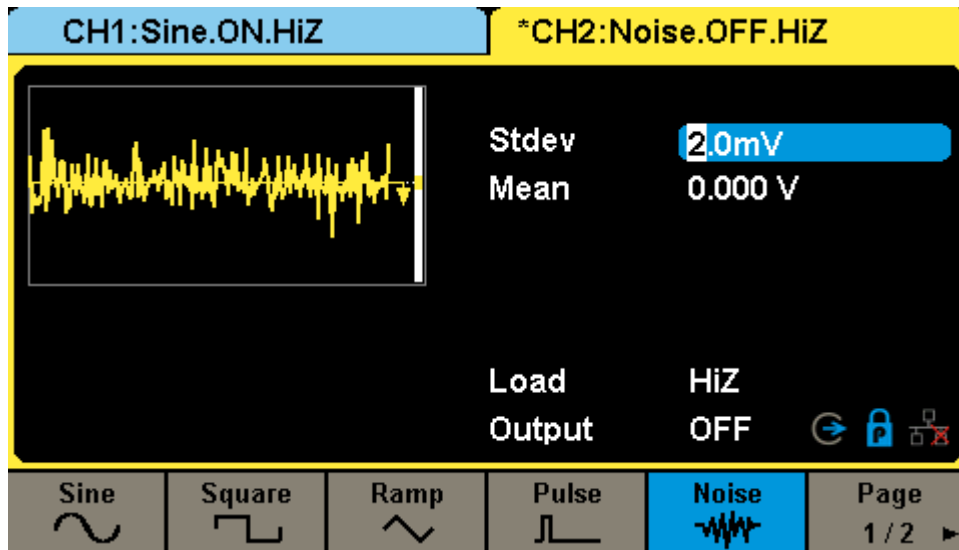 CH1:Sine.ON.HiZ *CH2:Noise.OFF.HiZ
Stdev 2.0mV
Mean 0.000 V
Load HiZ
Output OFF P
Sine Square Ramp Pulse Noise Page
1/2